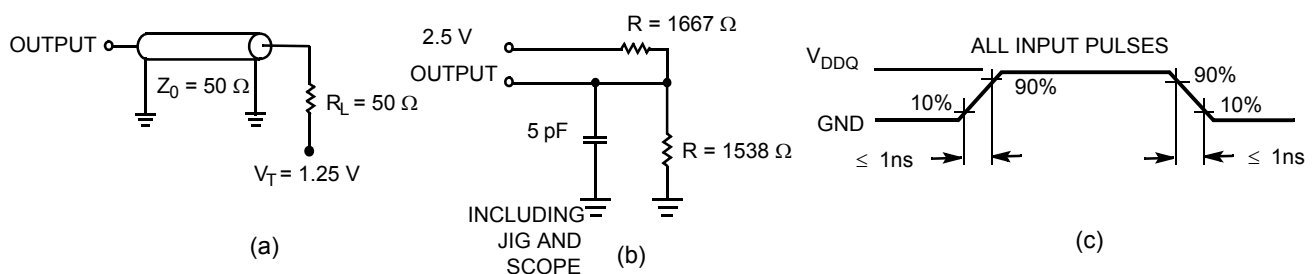 OUTPUT
Z0 = 50 Ω
RL = 50 Ω
VT = 1.25 V
(a)
R = 1667 Ω
2.5 V
OUTPUT
5 pF
R = 1538 Ω
INCLUDING
JIG AND
SCOPE
(b)
ALL INPUT PULSES
VDDQ
GND
10%
90%
90%
10%
≤ 1ns
≤ 1ns
(c)